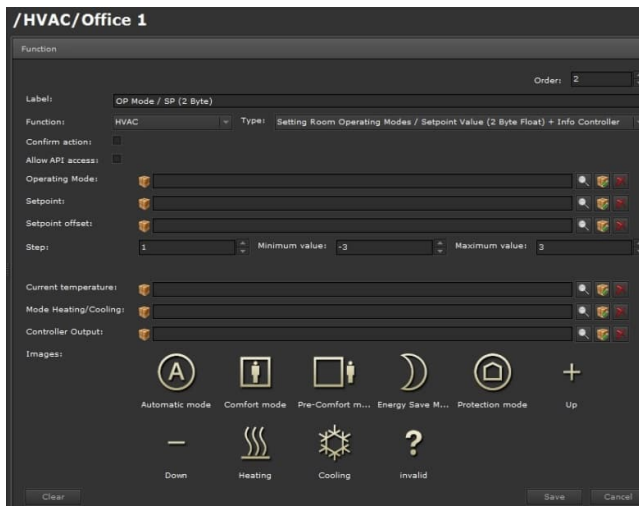 /HVAC/Office 1
Function
Order: 2
Label: OP Mode / SP (2 Byte)
Function: HVAC Type: Setting Room Operating Modes / Setpoint Value (2 Byte Float) + Info Controller
Confirm action:
Allow API access:
Operating Mode:
Setpoint:
Setpoint offset:
Step: 1 Minimum value: -3 Maximum value: 3
Current temperature:
Mode Heating/Cooling:
Controller Output:
Images:
A
Automatic mode Comfort mode Pre-Comfort m... Energy Save M... Protection mode Up
?
Down Heating Cooling invalid
Clear Save Cancel